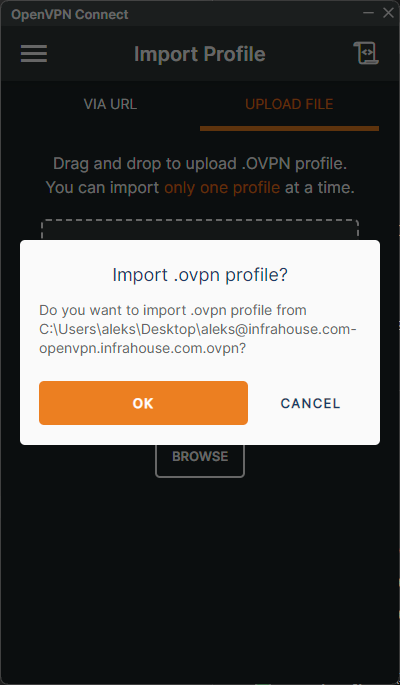 OpenVPN Connect
Import Profile
VIA URL
UPLOAD FILE
Drag and drop to upload .OVPN profile.
You can import only one profile at a time.
Import .ovpn profile?
Do you want to import .ovpn profile from
C:\Users\aleks\Desktop\aleks@infrahouse.com-
openvpn.infrahouse.com.ovpn?
OK
CANCEL
BROWSE